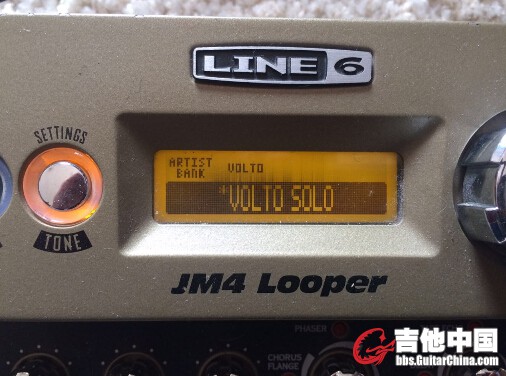 LINE 6
SETTINGS
ARTIST
BANK
VOLTO
"VOLTO SOLO
TONE
JM4 Looper
PHASER
CHORUS
FLANGE
吉他中国
bbs.GuitarChina.com